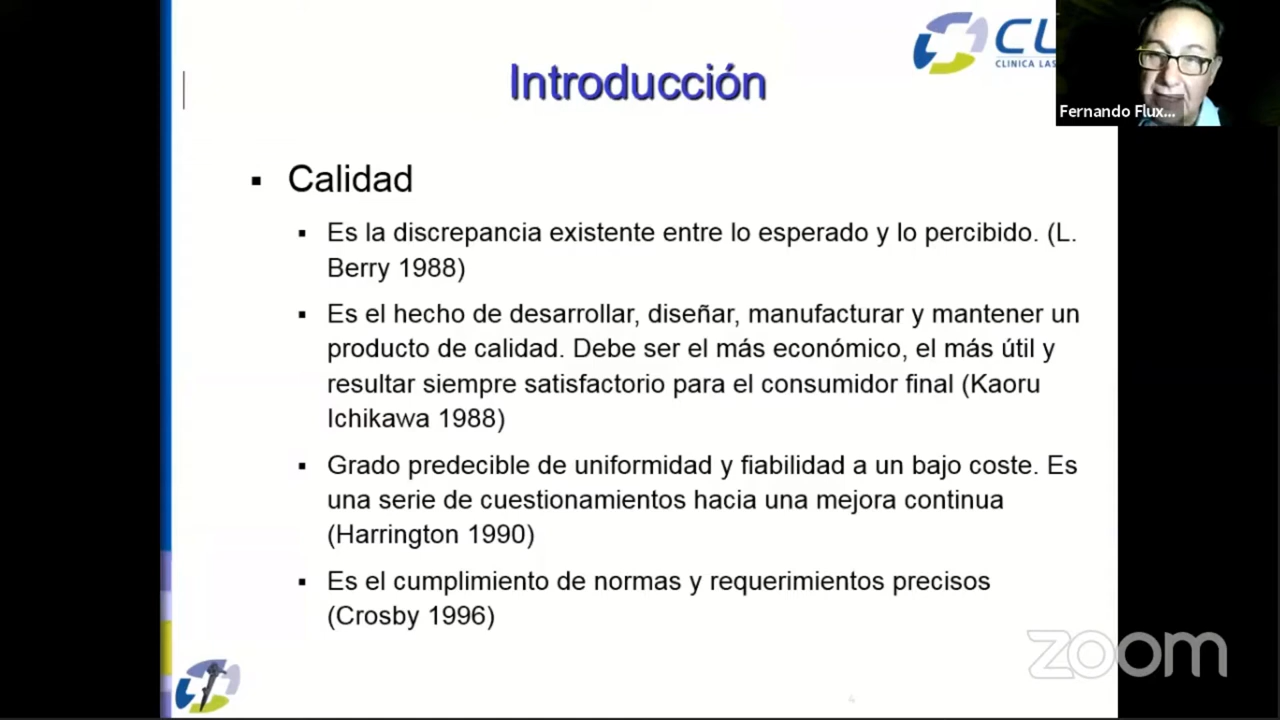 Introducción
CL
CLINICA LAS
Fernando Flux...
▪ Calidad
▪ Es la discrepancia existente entre lo esperado y lo percibido. (L.
Berry 1988)
▪ Es el hecho de desarrollar, diseñar, manufacturar y mantener un
producto de calidad. Debe ser el más económico, el más útil y
resultar siempre satisfactorio para el consumidor final (Kaoru
Ichikawa 1988)
▪ Grado predecible de uniformidad y fiabilidad a un bajo coste. Es
una serie de cuestionamientos hacia una mejora continua
(Harrington 1990)
▪ Es el cumplimiento de normas y requerimientos precisos
(Crosby 1996)
zoom
4